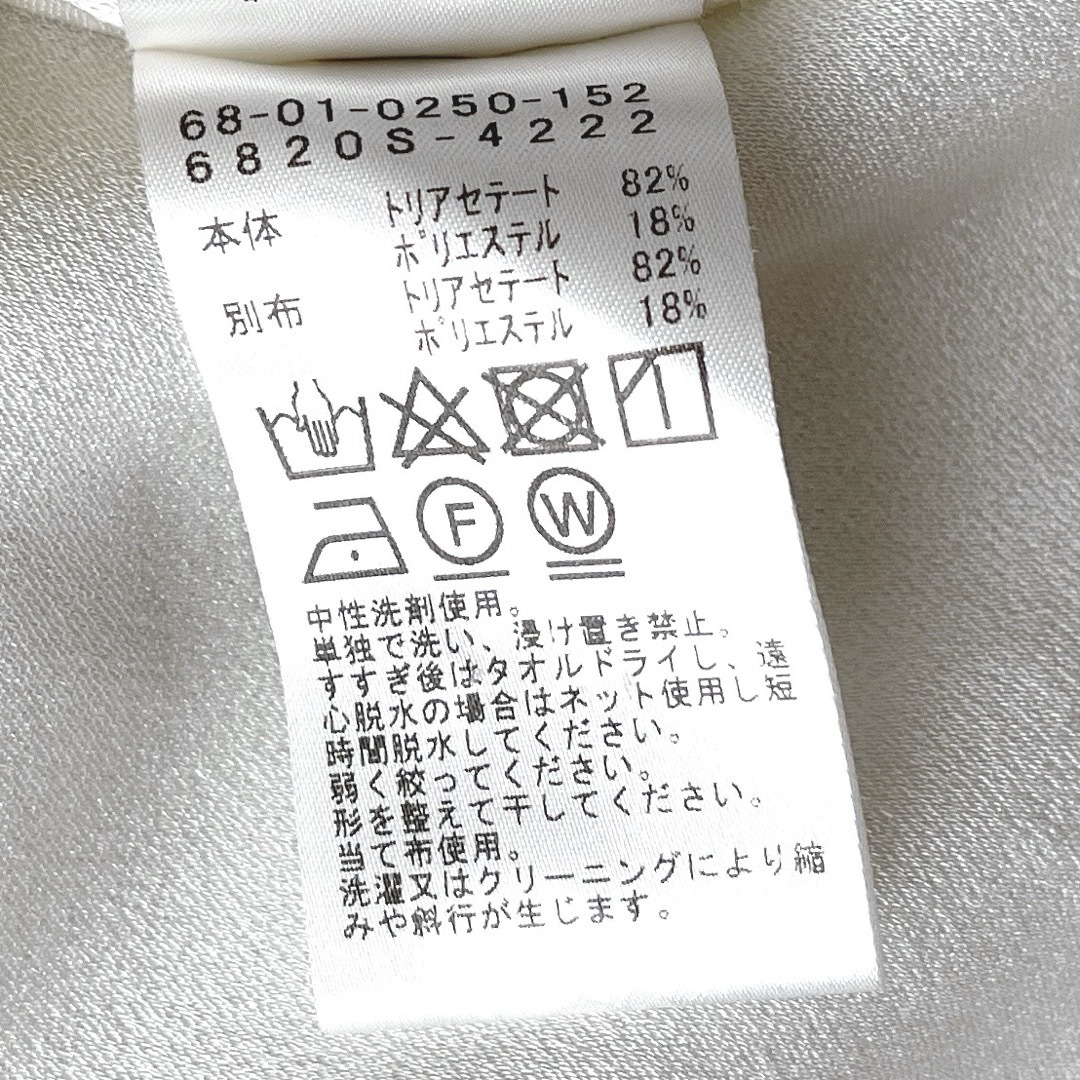 68-01-0250-152
6820S-4222
本体 トリアセテート 82%
ポリエステル 18%
別布 トリアセテート 82%
ポリエステル 18%
F W
中性洗剤使用。
単独で洗い、浸け置き禁止。
すすぎ後はタオルドライし、遠
心脱水の場合はネット使用し短
時間脱水してください。
弱く絞ってください。
形を整えて干してください。
当て布使用。
洗濯又はクリーニングにより縮
みや斜行が生じます。